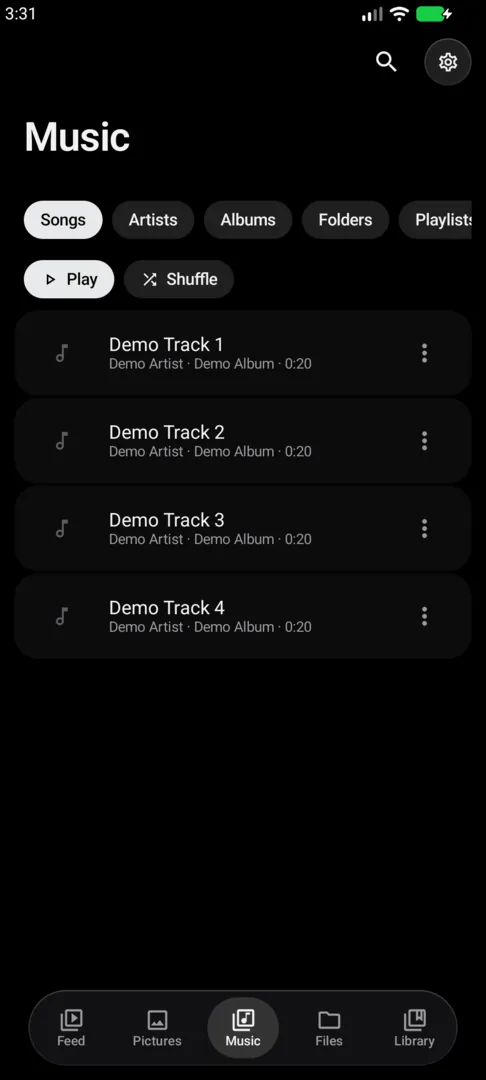 3:31
Music
Songs Artists Albums Folders Playlists
Play Shuffle
Demo Track 1
Demo Artist · Demo Album · 0:20
Demo Track 2
Demo Artist · Demo Album · 0:20
Demo Track 3
Demo Artist · Demo Album · 0:20
Demo Track 4
Demo Artist · Demo Album · 0:20
Feed Pictures Music Files Library